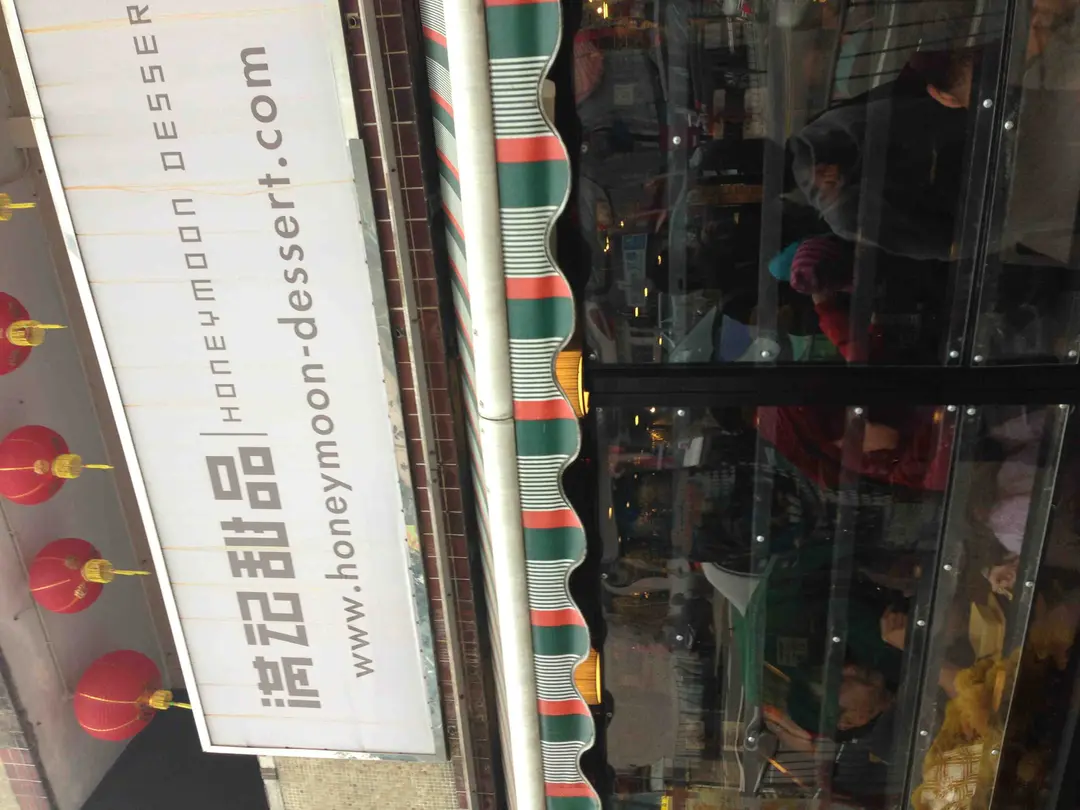 满记甜品|HONEYMOON DESSER
www.honeymoon-dessert.com